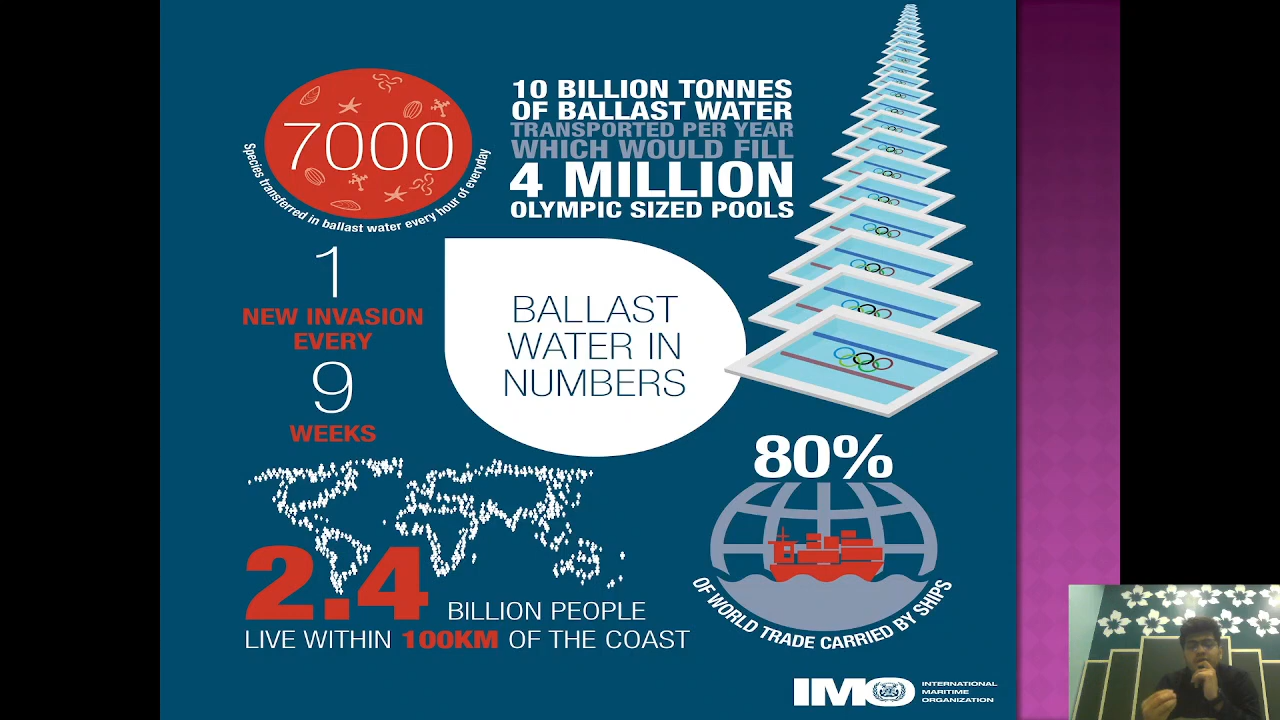 7000
Species transferred in ballast water every hour of everyday
10 BILLION TONNES
OF BALLAST WATER
TRANSPORTED PER YEAR
WHICH WOULD FILL
4 MILLION
OLYMPIC SIZED POOLS
1
NEW INVASION
EVERY
9
WEEKS
BALLAST
WATER IN
NUMBERS
2.4 BILLION PEOPLE
LIVE WITHIN 100KM OF THE COAST
80%
OF WORLD TRADE CARRIED BY SHIPS
IMO
INTERNATIONAL
MARITIME
ORGANIZATION